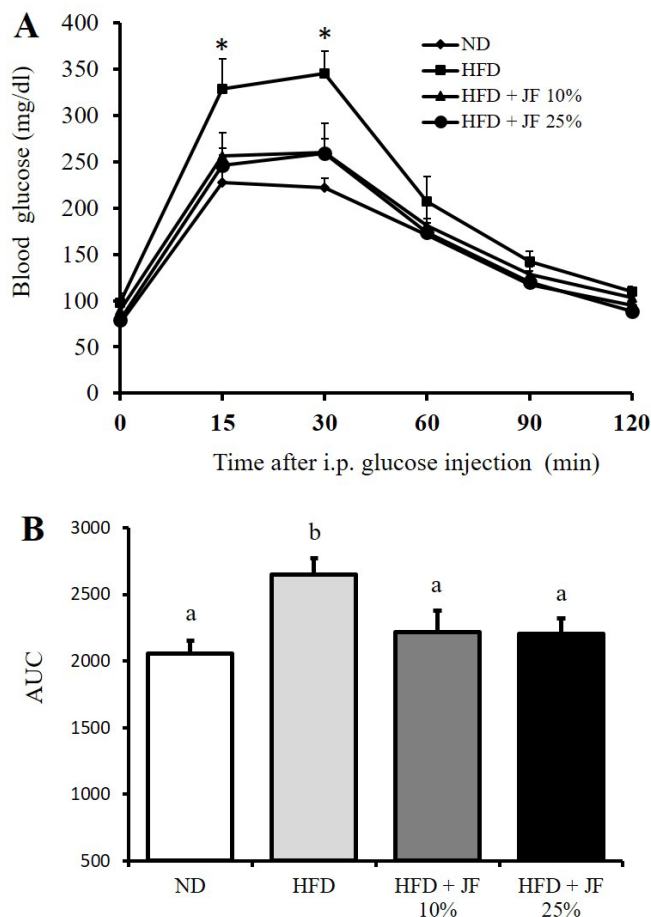 A
Blood glucose (mg/dl)
400
350
300
250
200
150
100
50
0
*
*
ND
HFD
HFD + JF 10%
HFD + JF 25%
0 15 30 60 90 120
Time after i.p. glucose injection (min)
B
AUC
3000
2500
2000
1500
1000
500
a
b
a
a
ND HFD HFD + JF HFD + JF
10% 25%